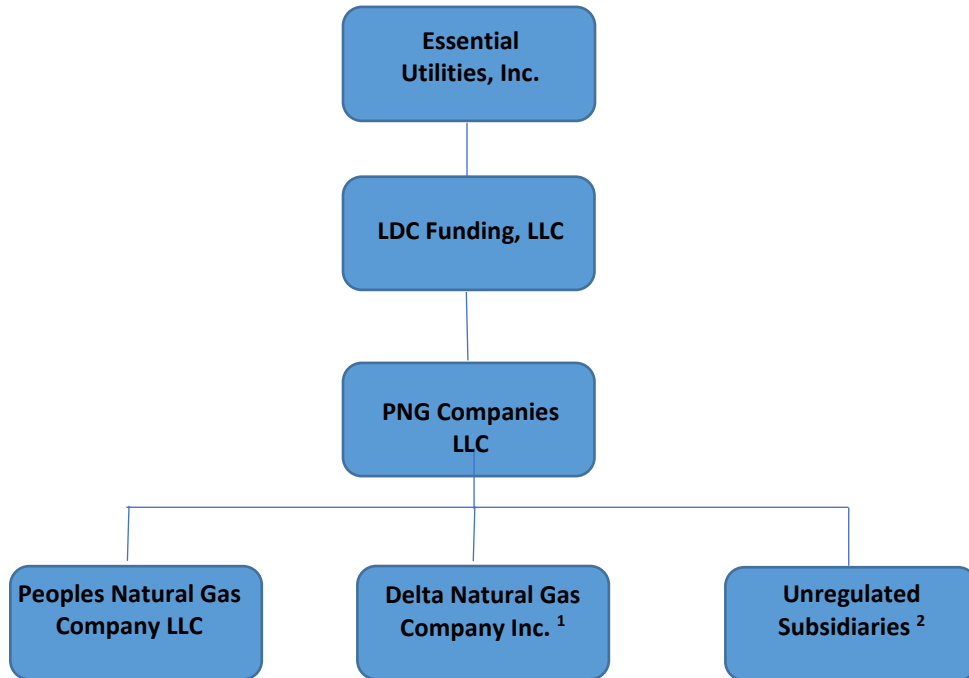 Essential
Utilities, Inc.
LDC Funding, LLC
PNG Companies
LLC
Peoples Natural Gas
Company LLC
Delta Natural Gas
Company Inc. 1
Unregulated
Subsidiaries 2